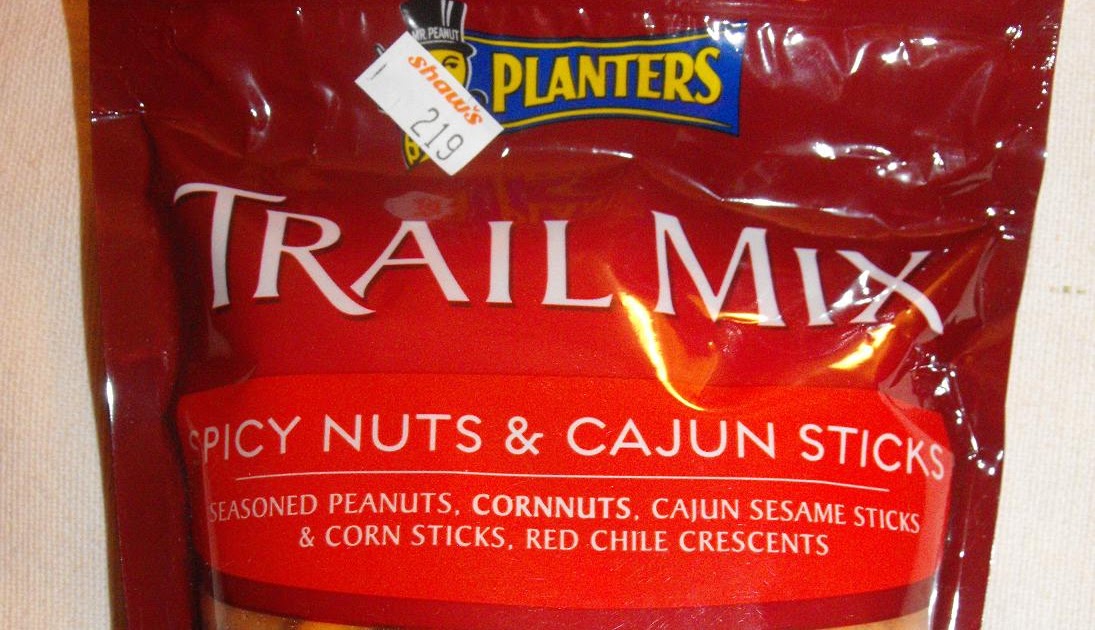 MR. PEANUT
PLANTERS
shaw's
219
TRAIL MIX
SPICY NUTS & CAJUN STICKS
SEASONED PEANUTS, CORNNUTS, CAJUN SESAME STICKS
& CORN STICKS, RED CHILE CRESCENTS